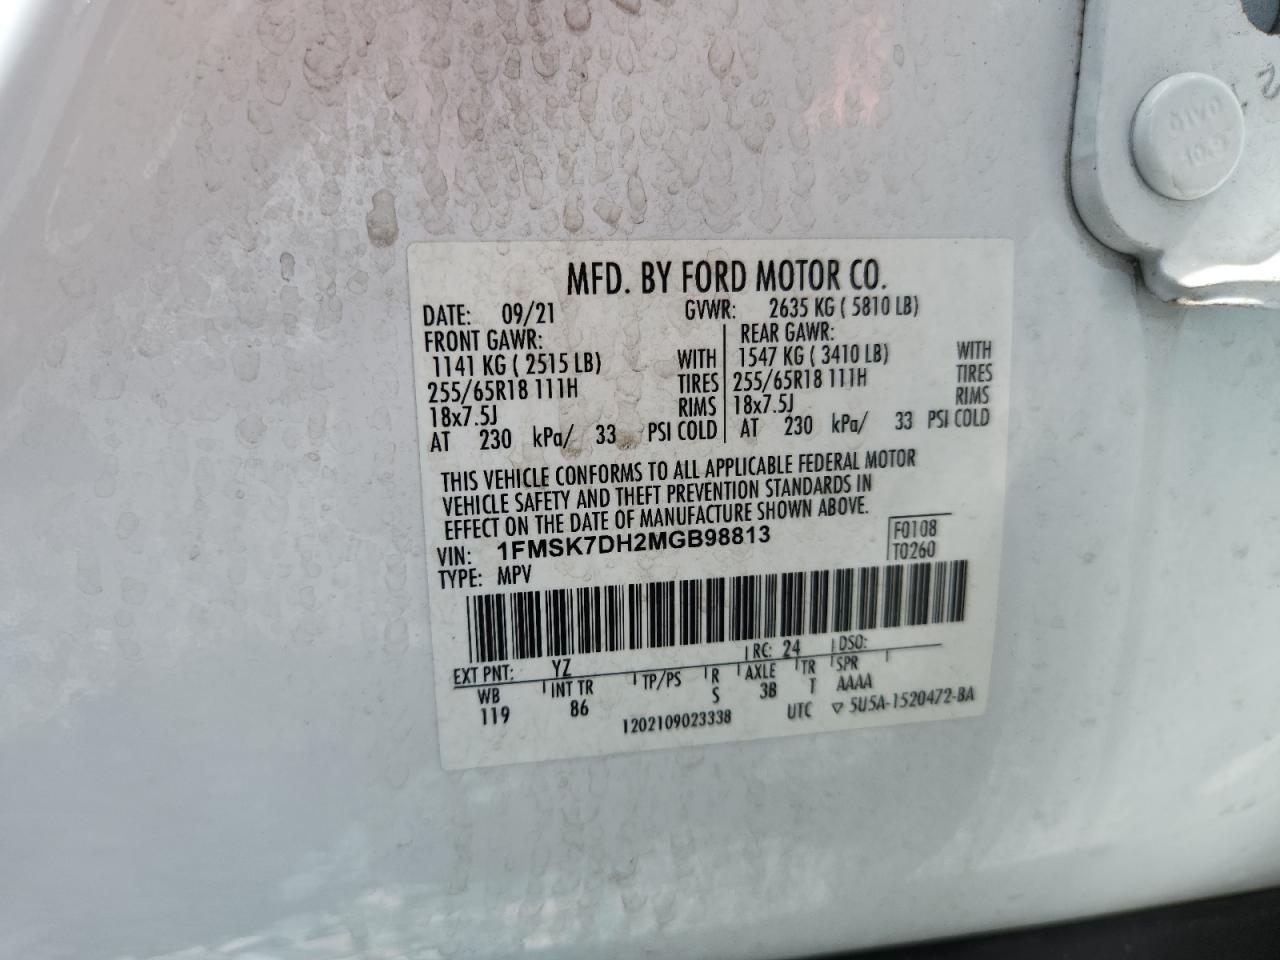 MFD. BY FORD MOTOR CO.
DATE: 09/21 GVWR: 2635 KG ( 5810 LB)
FRONT GAWR: REAR GAWR:
1141 KG ( 2515 LB) WITH 1547 KG ( 3410 LB) WITH
255/65R18 111H TIRES 255/65R18 111H TIRES
18x7.5J RIMS 18x7.5J RIMS
AT 230 kPa/ 33 PSI COLD AT 230 kPa/ 33 PSI COLD
THIS VEHICLE CONFORMS TO ALL APPLICABLE FEDERAL MOTOR
VEHICLE SAFETY AND THEFT PREVENTION STANDARDS IN
EFFECT ON THE DATE OF MANUFACTURE SHOWN ABOVE.
VIN: 1FMSK7DH2MGB98813 F0108
TYPE: MPV T0260
EXT PNT: YZ RC: 24 DSO:
WB INT TR TP/PS R AXLE TR SPR
119 86 S 3B T AAAA
1202109023338 UTC ▽ 5U5A-1520472-BA